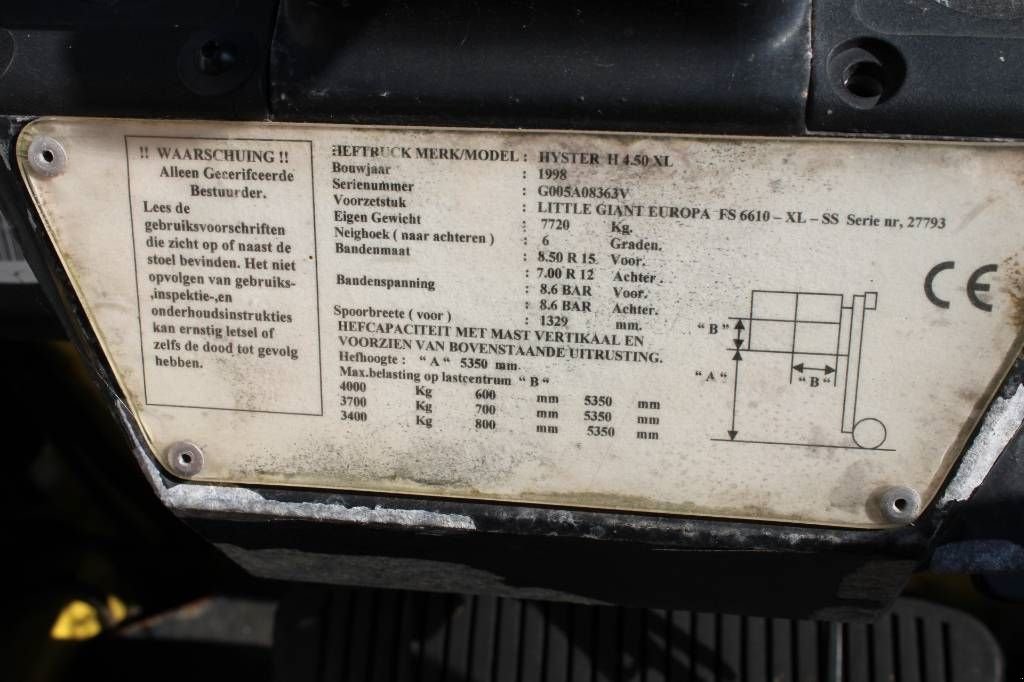 !! WAARSCHUING !!
Alleen Gecerifceerde
Bestuurder.
Lees de
gebruiksvoorschriften
die zicht op of naast de
stoel bevinden. Het niet
opvolgen van gebruiks-
,inspektie-,en
onderhoudsinstrukties
kan ernstig letsel of
zelfs de dood tot gevolg
hebben.
HEFTRUCK MERK/MODEL : HYSTER H 4.50 XL
Bouwjaar : 1998
Serienummer : G005A08363V
Voorzetstuk : LITTLE GIANT EUROPA FS 6610 – XL – SS Serie nr, 27793
Eigen Gewicht : 7720 Kg.
Neighoek ( naar achteren ) : 6 Graden.
Bandenmaat : 8.50 R 15 Voor.
: 7.00 R 12 Achter .
Bandenspanning : 8.6 BAR Voor.
: 8.6 BAR Achter.
Spoorbreete ( voor ) : 1329 mm.
HEFCAPACITEIT MET MAST VERTIKAAL EN
VOORZIEN VAN BOVENSTAANDE UITRUSTING.
Hefhoogte : “A“ 5350 mm.
Max.belasting op lastcentrum “B“
4000 Kg 600 mm 5350 mm
3700 Kg 700 mm 5350 mm
3400 Kg 800 mm 5350 mm
“B“
“A“
“B“
CE